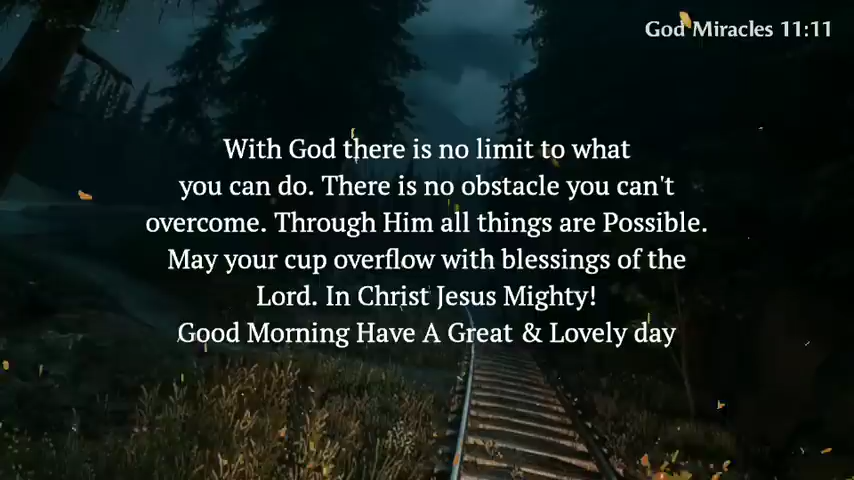 God Miracles 11:11
With God there is no limit to what
you can do. There is no obstacle you can't
overcome. Through Him all things are Possible.
May your cup overflow with blessings of the
Lord. In Christ Jesus Mighty!
Good Morning Have A Great & Lovely day